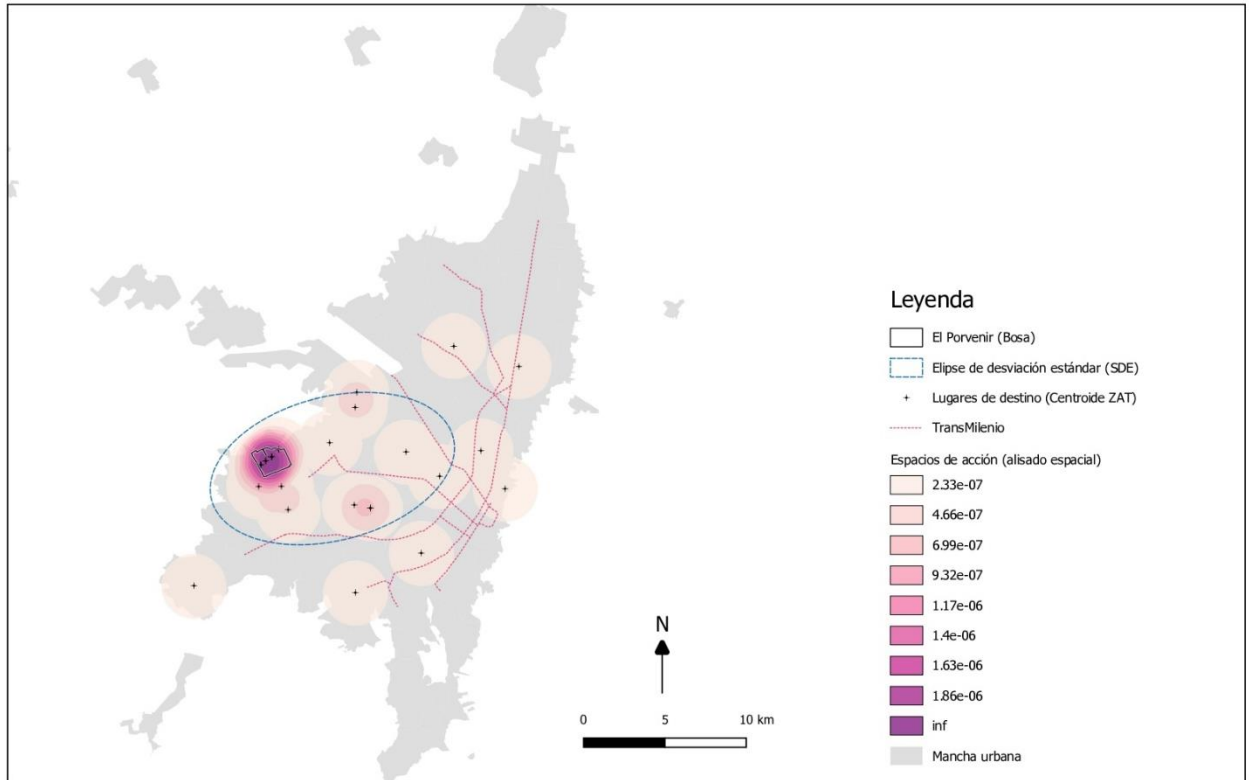 Leyenda
El Porvenir (Bosa)
Elipse de desviación estándar (SDE)
Lugares de destino (Centroide ZAT)
TransMilenio
Espacios de acción (alisado espacial)
2.33e-07
4.66e-07
6.99e-07
9.32e-07
1.17e-06
1.4e-06
1.63e-06
1.86e-06
inf
Mancha urbana
N
0 5 10 km